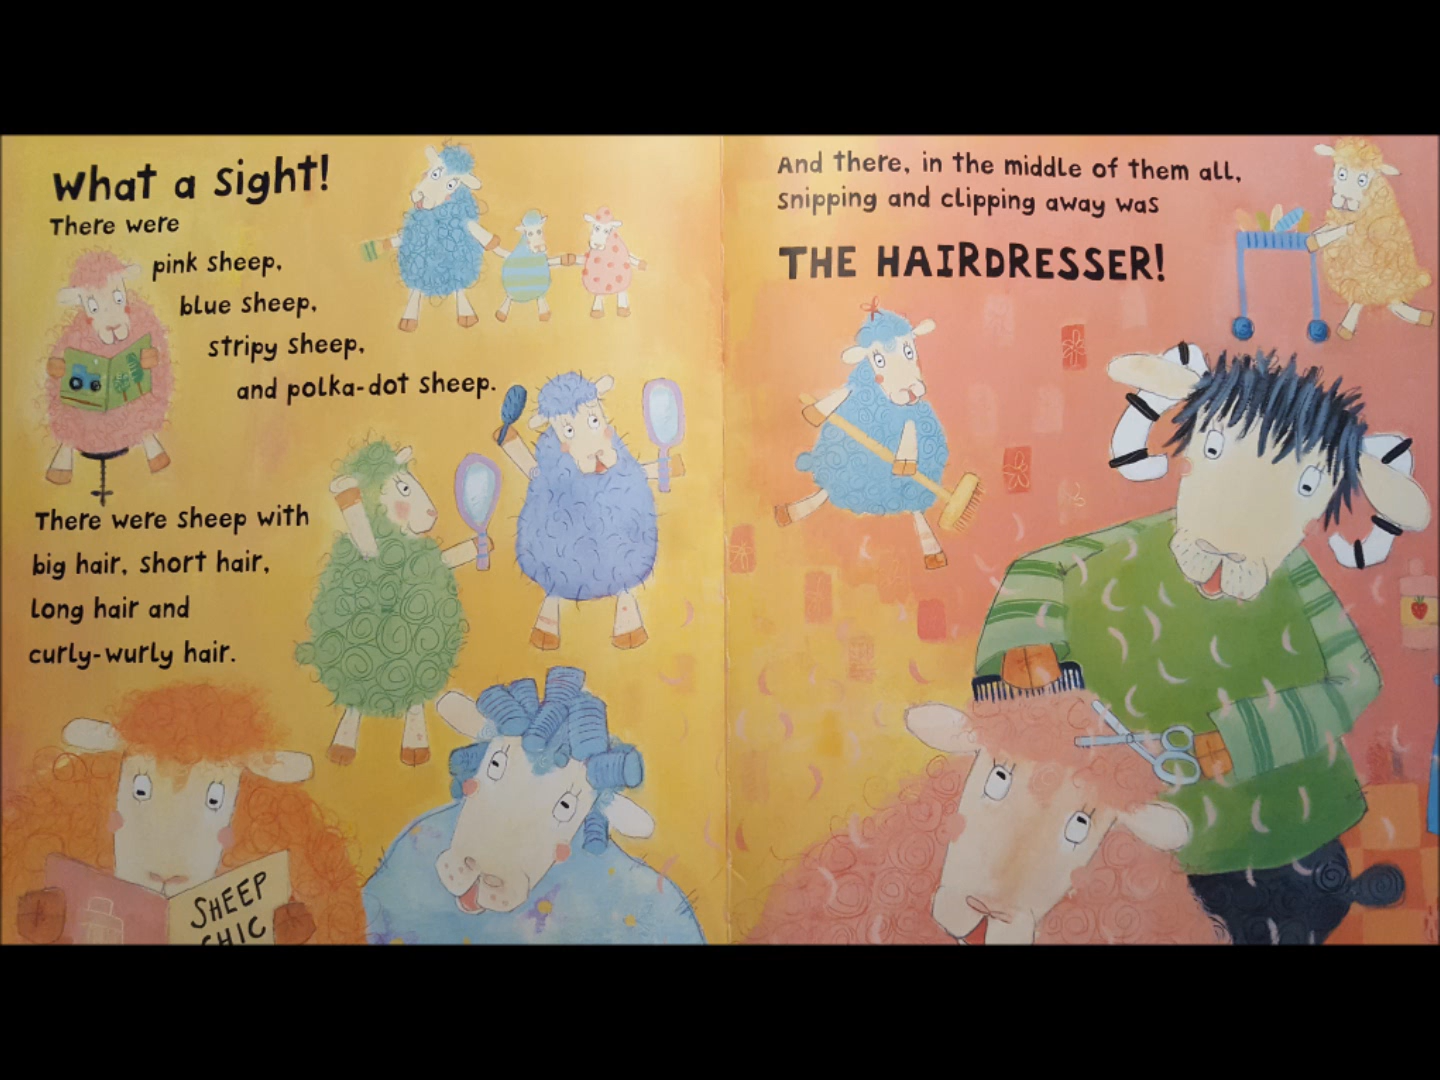 What a sight!
There were
pink sheep,
blue sheep,
stripy sheep,
and polka-dot sheep.
There were sheep with
big hair, short hair,
long hair and
curly-wurly hair.
SHEEP
CHIC
And there, in the middle of them all,
snipping and clipping away was
THE HAIRDRESSER!